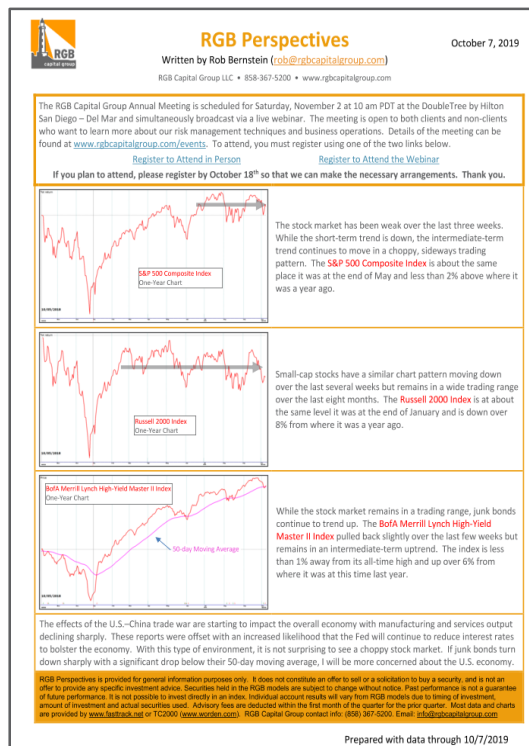 RGB
capital group
RGB Perspectives
October 7, 2019
Written by Rob Bernstein (rob@rgbcapitalgroup.com)
RGB Capital Group LLC • 858-367-5200 • www.rgbcapitalgroup.com
The RGB Capital Group Annual Meeting is scheduled for Saturday, November 2 at 10 am PDT at the DoubleTree by Hilton
San Diego – Del Mar and simultaneously broadcast via a live webinar. The meeting is open to both clients and non-clients
who want to learn more about our risk management techniques and business operations. Details of the meeting can be
found at www.rgbcapitalgroup.com/events. To attend, you must register using one of the two links below.
Register to Attend in Person Register to Attend the Webinar
If you plan to attend, please register by October 18th so that we can make the necessary arrangements. Thank you.
S&P 500 Composite Index
One-Year Chart
The stock market has been weak over the last three weeks.
While the short-term trend is down, the intermediate-term
trend continues to move in a choppy, sideways trading
pattern. The S&P 500 Composite Index is about the same
place it was at the end of May and less than 2% above where it
was a year ago.
Russell 2000 Index
One-Year Chart
Small-cap stocks have a similar chart pattern moving down
over the last several weeks but remains in a wide trading range
over the last eight months. The Russell 2000 Index is at about
the same level it was at the end of January and is down over
8% from where it was a year ago.
BofA Merrill Lynch High-Yield Master II Index
One-Year Chart
50-day Moving Average
While the stock market remains in a trading range, junk bonds
continue to trend up. The BofA Merrill Lynch High-Yield
Master II Index pulled back slightly over the last few weeks but
remains in an intermediate-term uptrend. The index is less
than 1% away from its all-time high and up over 6% from
where it was at this time last year.
The effects of the U.S.–China trade war are starting to impact the overall economy with manufacturing and services output
declining sharply. These reports were offset with an increased likelihood that the Fed will continue to reduce interest rates
to bolster the economy. With this type of environment, it is not surprising to see a choppy stock market. If junk bonds turn
down sharply with a significant drop below their 50-day moving average, I will be more concerned about the U.S. economy.
RGB Perspectives is provided for general information purposes only. It does not constitute an offer to sell or a solicitation to buy a security, and is not an
offer to provide any specific investment advice. Securities held in the RGB models are subject to change without notice. Past performance is not a guarantee
of future performance. It is not possible to invest directly in an index. Individual account results will vary from RGB models due to timing of investment,
amount of investment and actual securities used. Advisory fees are deducted within the first month of the quarter for the prior quarter. Most data and charts
are provided by www.fasttrack.net or TC2000 (www.worden.com). RGB Capital Group contact info: (858) 367-5200. Email: info@rgbcapitalgroup.com
Prepared with data through 10/7/2019